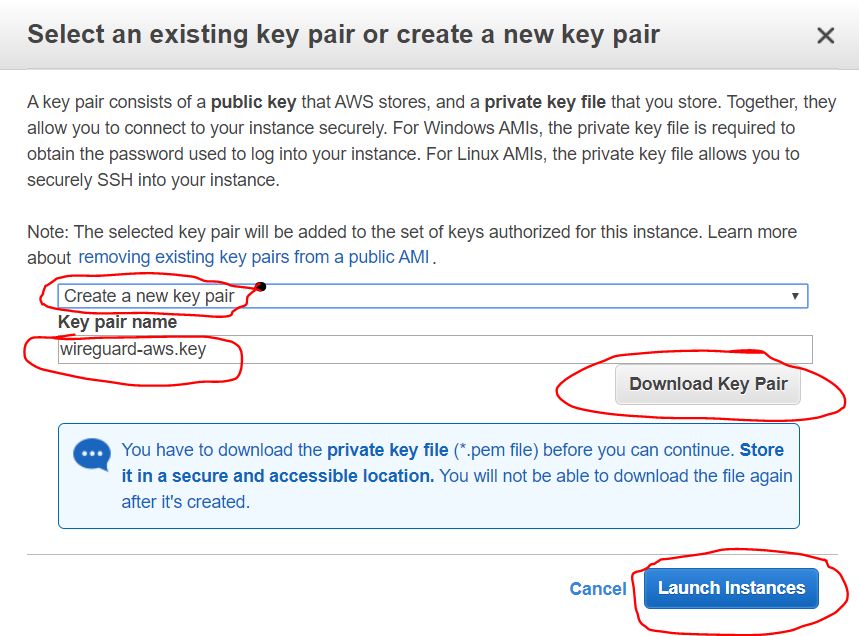 Select an existing key pair or create a new key pair
A key pair consists of a public key that AWS stores, and a private key file that you store. Together, they
allow you to connect to your instance securely. For Windows AMIs, the private key file is required to
obtain the password used to log into your instance. For Linux AMIs, the private key file allows you to
securely SSH into your instance.
Note: The selected key pair will be added to the set of keys authorized for this instance. Learn more
about removing existing key pairs from a public AMI .
Create a new key pair
Key pair name
wireguard-aws.key
Download Key Pair
You have to download the private key file (*.pem file) before you can continue. Store
it in a secure and accessible location. You will not be able to download the file again
after it's created.
Cancel Launch Instances